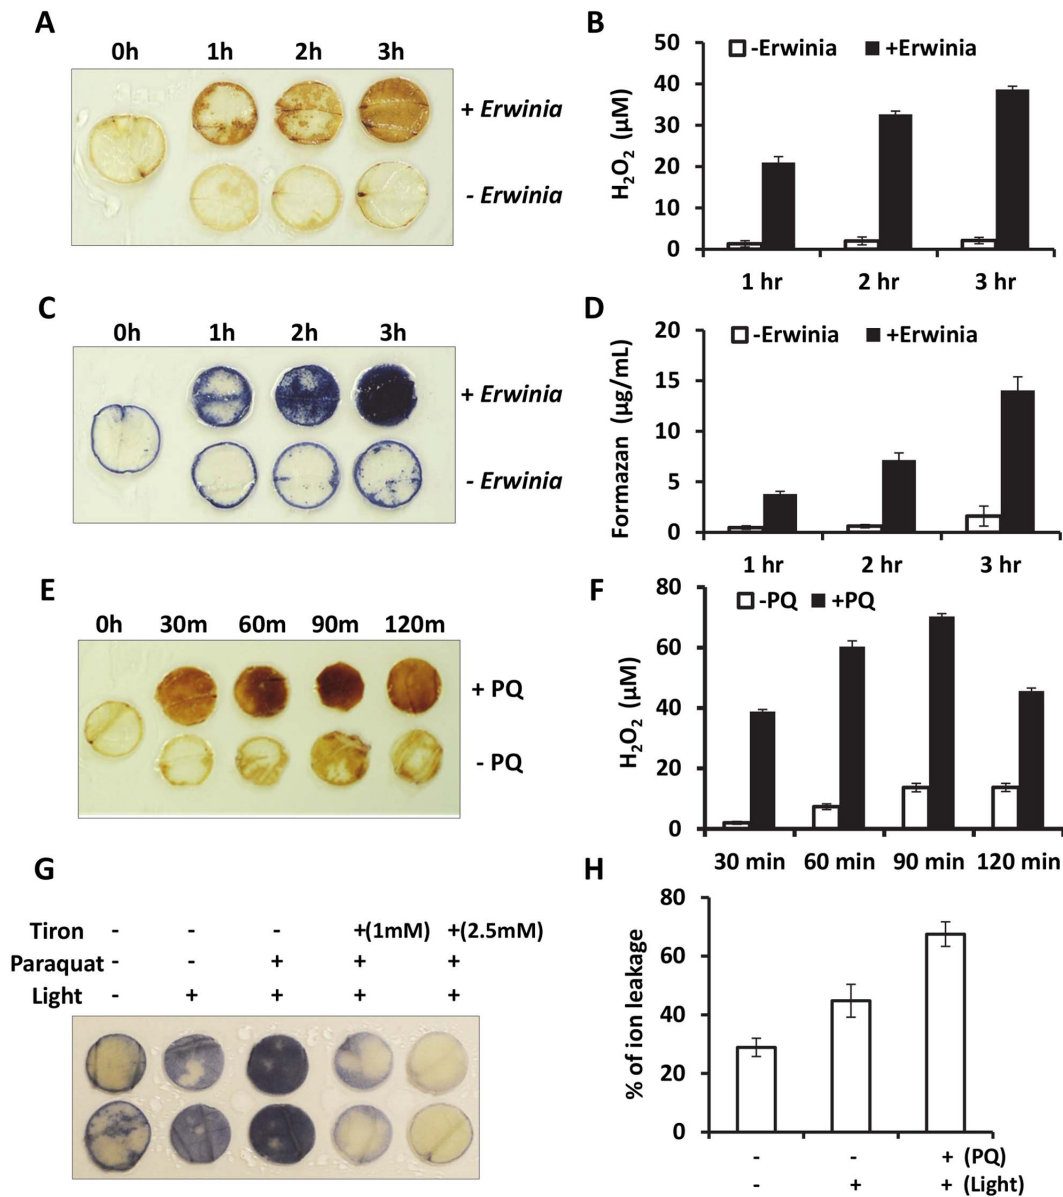 A
0h 1h 2h 3h
+ Erwinia
- Erwinia
B
-Erwinia +Erwinia
H₂O₂ (µM)
50
40
30
20
10
0
1 hr 2 hr 3 hr
C
0h 1h 2h 3h
+ Erwinia
- Erwinia
D
-Erwinia +Erwinia
Formazan (µg/mL)
20
15
10
5
0
1 hr 2 hr 3 hr
E
0h 30m 60m 90m 120m
+ PQ
- PQ
F
-PQ +PQ
H₂O₂ (µM)
80
60
40
20
0
30 min 60 min 90 min 120 min
G
Tiron - - - +(1mM) +(2.5mM)
Paraquat - - + + +
Light - + + + +
H
% of ion leakage
80
60
40
20
0
- - + (PQ)
- + + (Light)